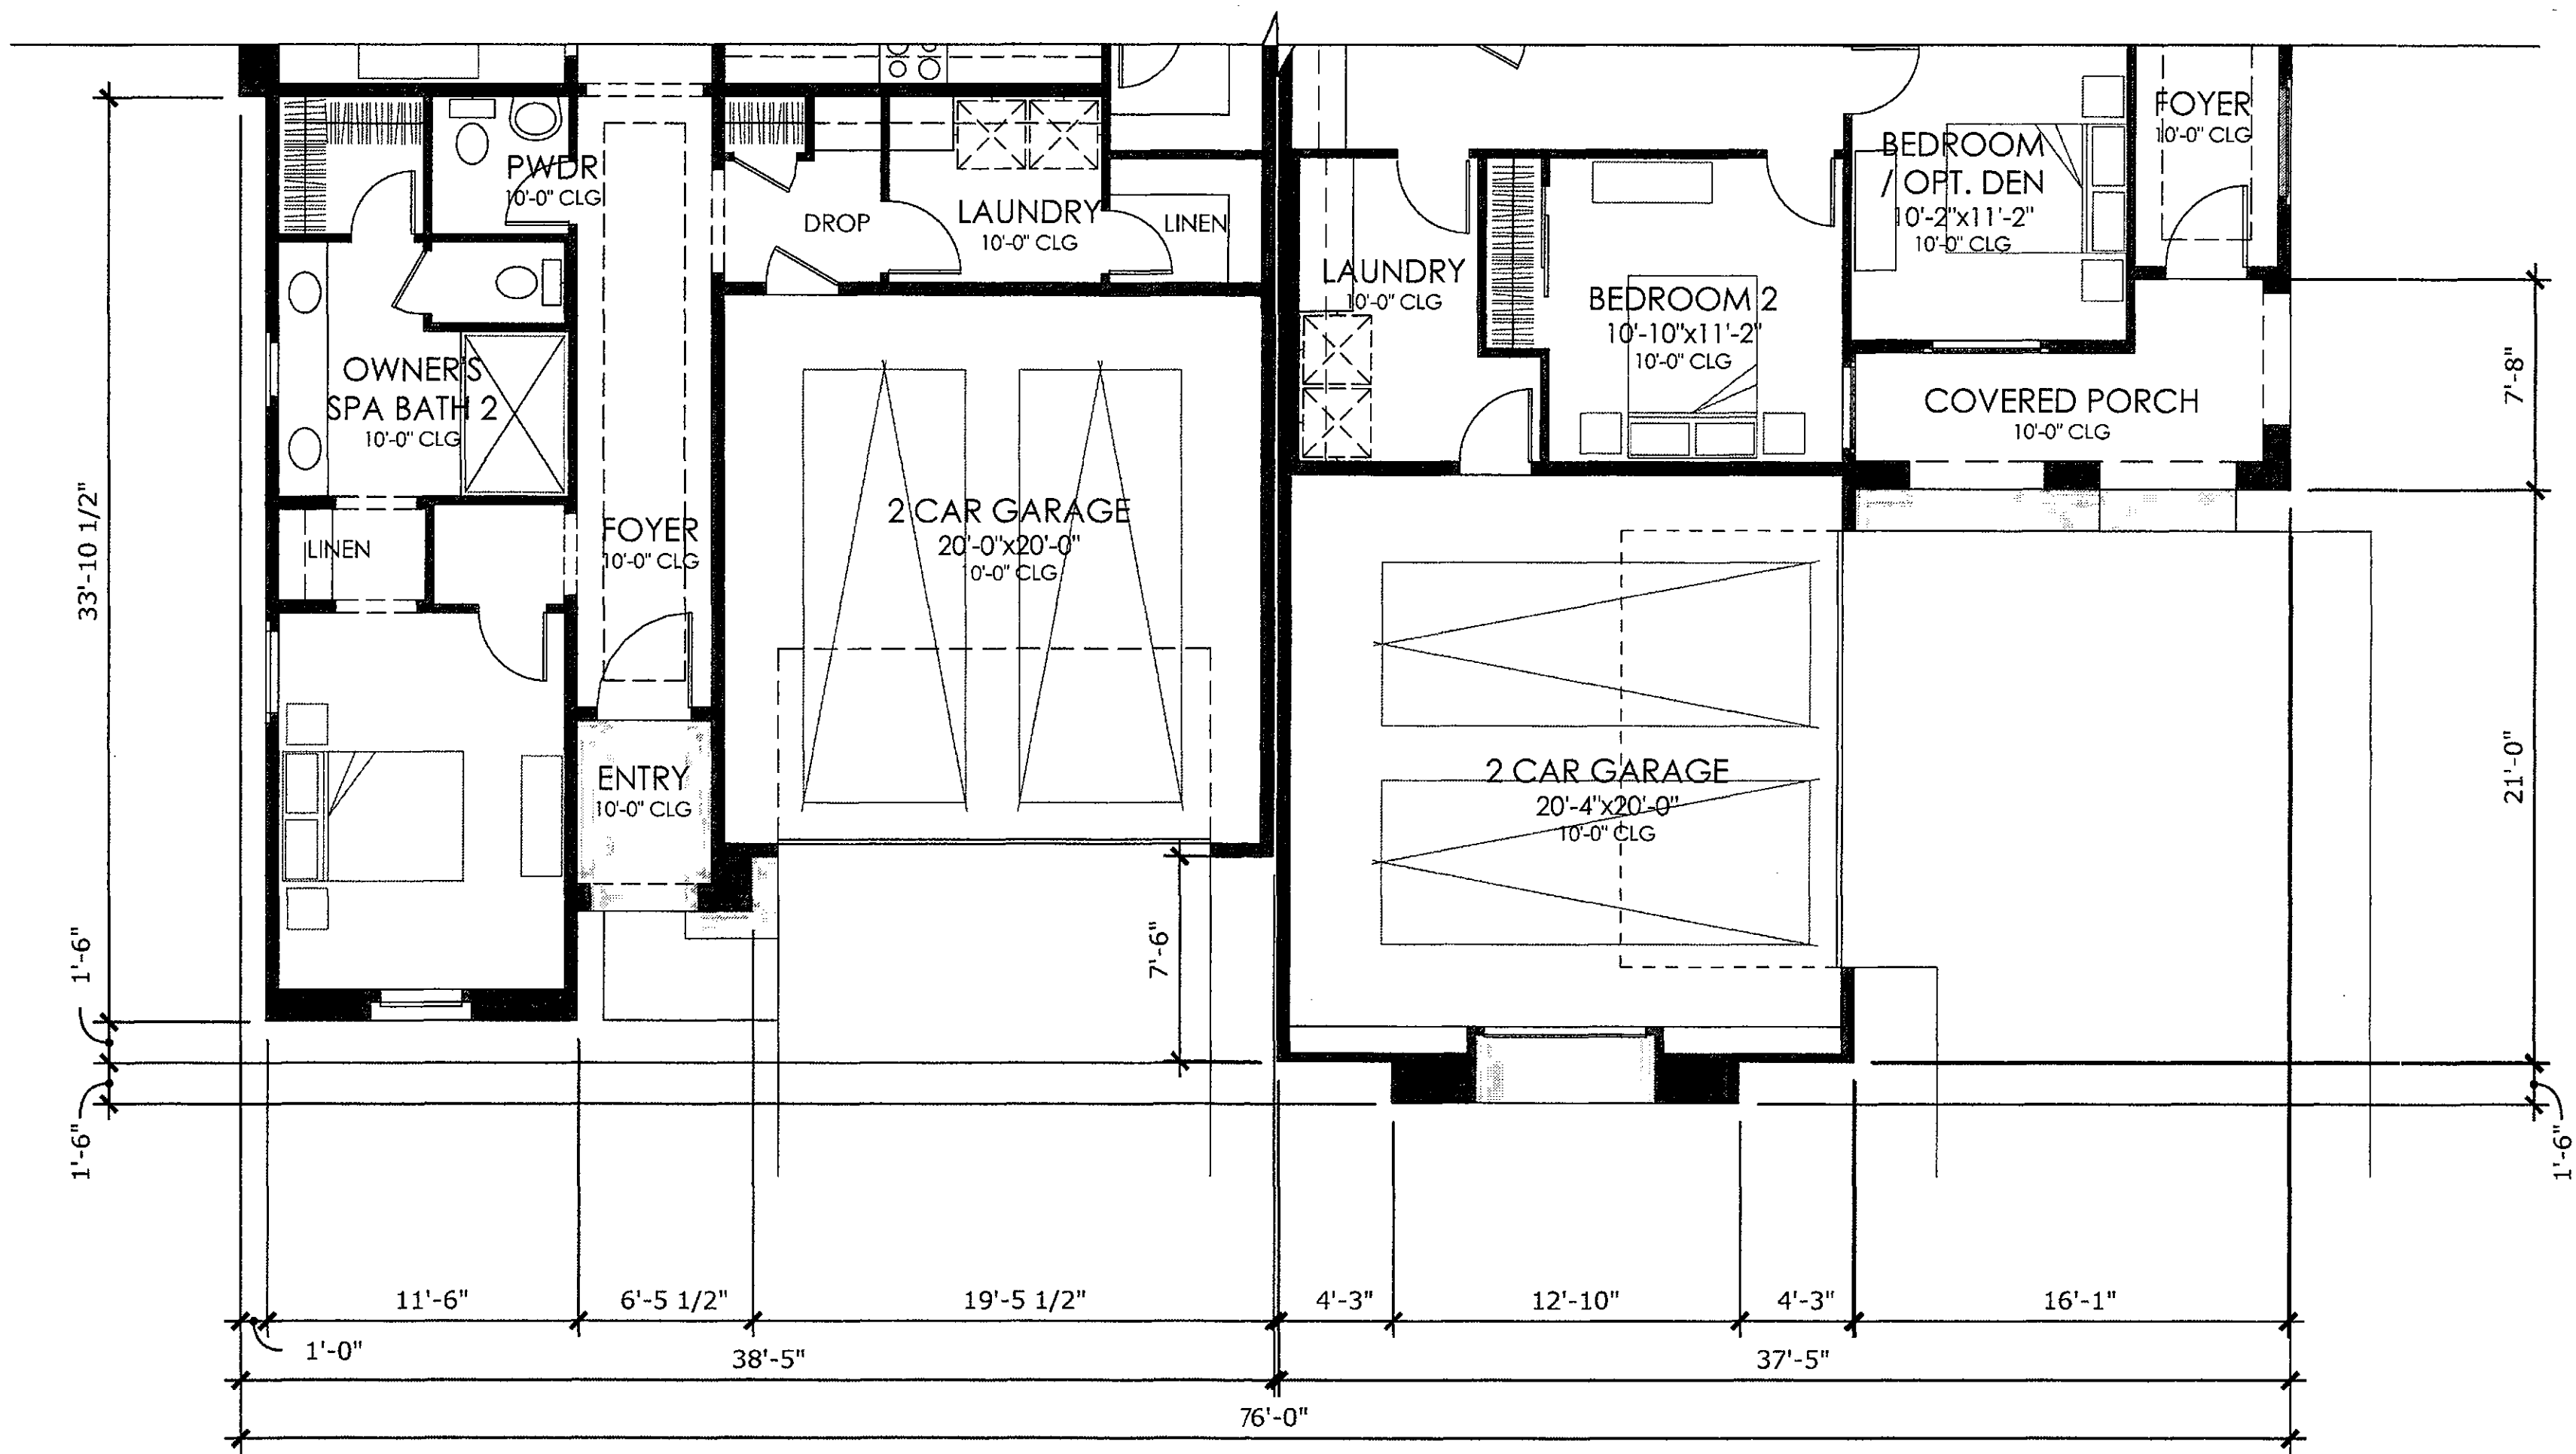 PWDR
10'-0" CLG
DROP
LAUNDRY
10'-0" CLG
LINEN
OWNER'S
SPA BATH 2
10'-0" CLG
LINEN
FOYER
10'-0" CLG
2 CAR GARAGE
20'-0"x20'-0"
0'-0" CLG
ENTRY
10'-0" CLG
LAUNDRY
10'-0" CLG
BEDROOM 2
10'-10"x11'-2"
10'-0" CLG
BEDROOM
/ OPT. DEN
10'-2"x11'-2"
10'-0" CLG
FOYER
10'-0" CLG
COVERED PORCH
10'-0" CLG
2 CAR GARAGE
20'-4"x20'-0"
10'-0" CLG
33'-10 1/2"
1'-6"
1'-6"
7'-6"
7'-8"
21'-0"
1'-6"
11'-6"
6'-5 1/2"
19'-5 1/2"
4'-3"
12'-10"
4'-3"
16'-1"
1'-0"
38'-5"
37'-5"
76'-0"